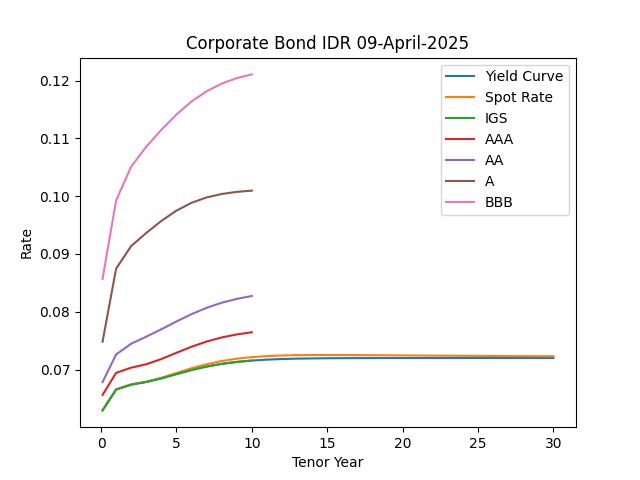 Corporate Bond IDR 09-April-2025
Yield Curve
Spot Rate
IGS
AAA
AA
A
BBB
Rate
0.12
0.11
0.10
0.09
0.08
0.07
0 5 10 15 20 25 30
Tenor Year